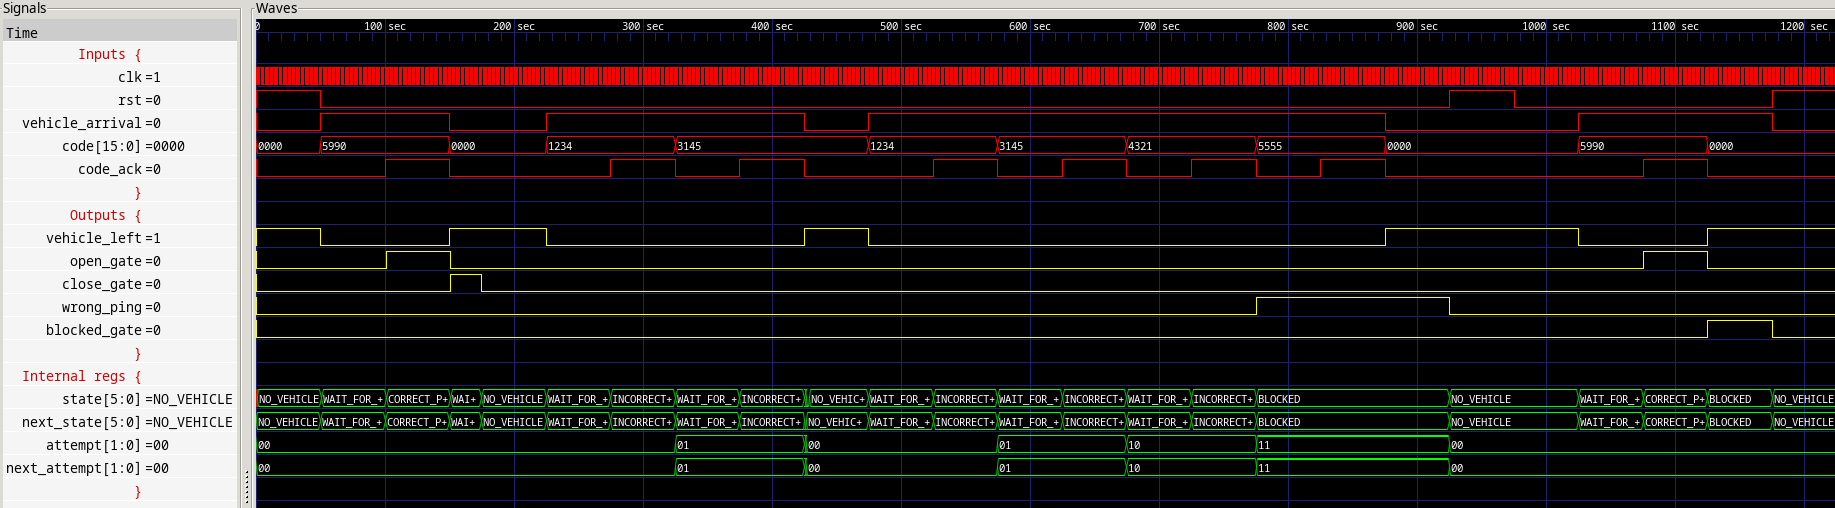 Signals
Waves
Time
0 100 sec 200 sec 300 sec 400 sec 500 sec 600 sec 700 sec 800 sec 900 sec 1000 sec 1100 sec 1200 sec
Inputs {
clk =1
rst =0
vehicle_arrival =0
code[15:0] =0000 0000 5990 0000 1234 3145 1234 3145 4321 5555 0000 5990 0000
code_ack =0
}
Outputs {
vehicle_left =1
open_gate =0
close_gate =0
wrong_ping =0
blocked_gate =0
}
Internal regs {
state[5:0] =NO_VEHICLE NO_VEHICLE WAIT_FOR_+ CORRECT_P+ WAI+ NO_VEHICLE WAIT_FOR_+ INCORRECT+ WAIT_FOR_+ INCORRECT+ NO_VEHIC+ WAIT_FOR_+ INCORRECT+ WAIT_FOR_+ INCORRECT+ WAIT_FOR_+ INCORRECT+ BLOCKED NO_VEHICLE WAIT_FOR_+ CORRECT_P+ BLOCKED NO_VEHICLE
next_state[5:0] =NO_VEHICLE NO_VEHICLE WAIT_FOR_+ CORRECT_P+ WAI+ NO_VEHICLE WAIT_FOR_+ INCORRECT+ WAIT_FOR_+ INCORRECT+ NO_VEHIC+ WAIT_FOR_+ INCORRECT+ WAIT_FOR_+ INCORRECT+ WAIT_FOR_+ INCORRECT+ BLOCKED NO_VEHICLE WAIT_FOR_+ CORRECT_P+ BLOCKED NO_VEHICLE
attempt[1:0] =00 00 01 00 01 10 11 00
next_attempt[1:0] =00 00 01 00 01 10 11 00
}